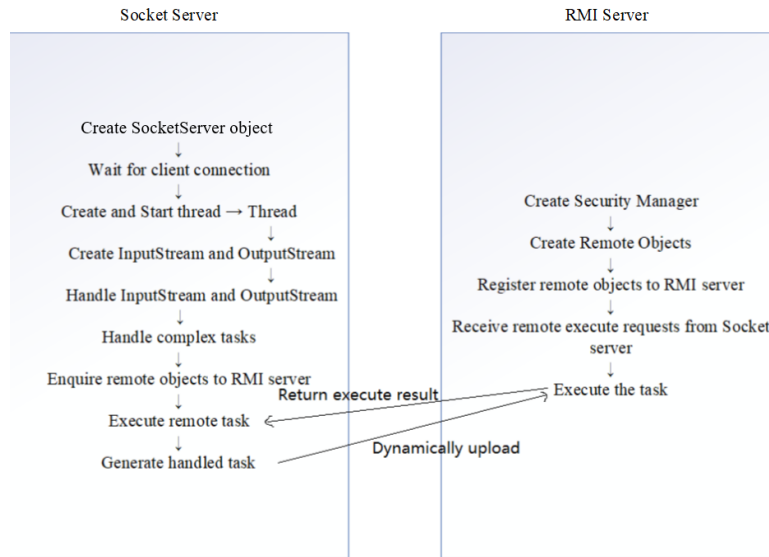 Socket Server
Create SocketServer object
↓
Wait for client connection
↓
Create and Start thread → Thread
↓
Create InputStream and OutputStream
↓
Handle InputStream and OutputStream
↓
Handle complex tasks
↓
Enquire remote objects to RMI server
↓
Execute remote task
↓
Generate handled task
Return execute result
Dynamically upload
RMI Server
Create Security Manager
↓
Create Remote Objects
↓
Register remote objects to RMI server
↓
Receive remote execute requests from Socket
server
↓
Execute the task